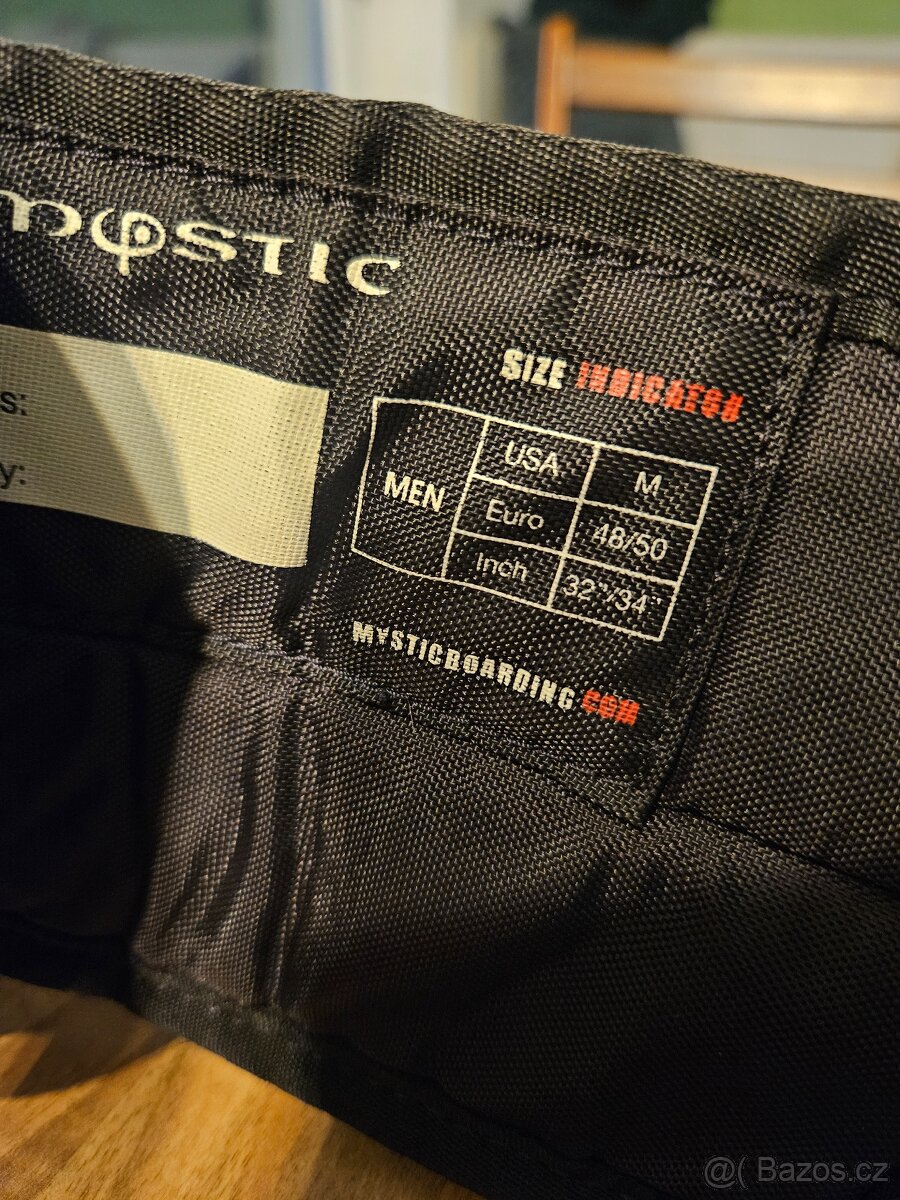 mystic
s:
y:
SIZE INDICATOR
MEN
USA M
Euro 48/50
Inch 32"/34"
MYSTICBOARDING.COM
@( Bazos.cz